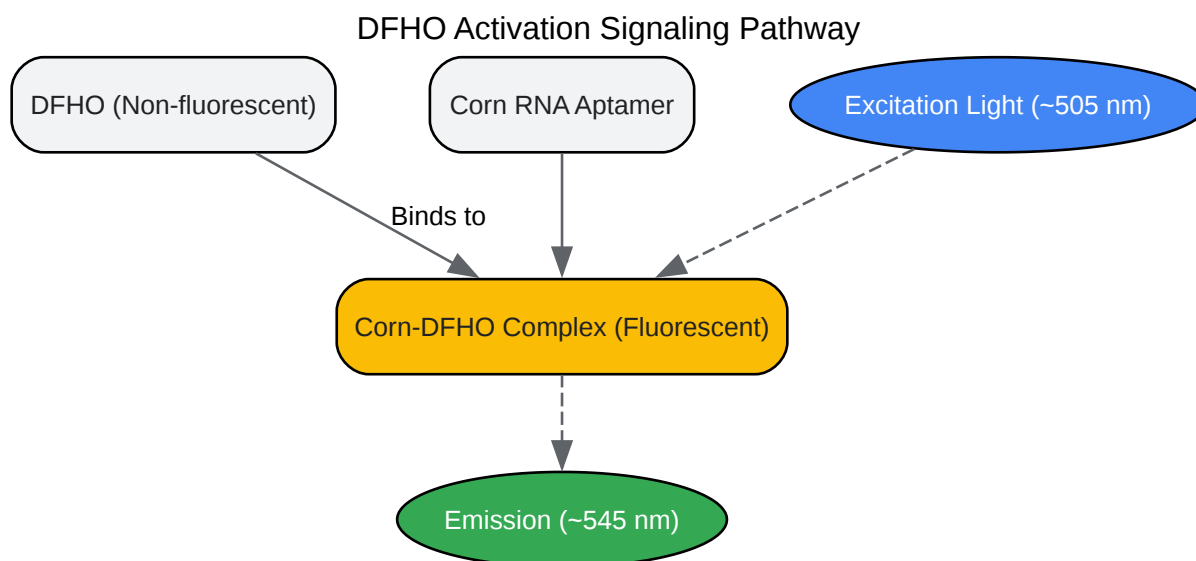 DFHO Activation Signaling Pathway
DFHO (Non-fluorescent)
Corn RNA Aptamer
Excitation Light (~505 nm)
Binds to
Corn-DFHO Complex (Fluorescent)
Emission (~545 nm)